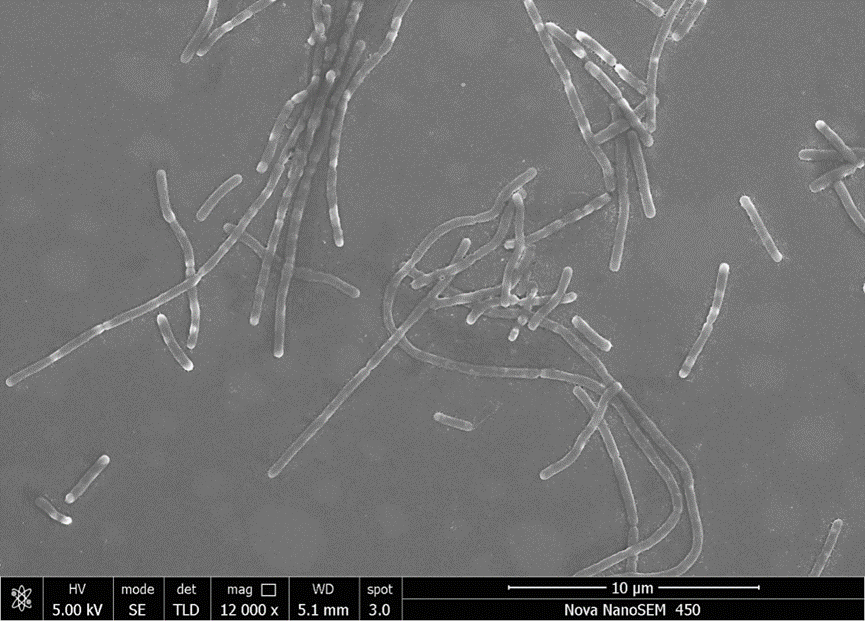 HV mode det mag WD spot 10 µm
5.00 kV SE TLD 12 000 x 5.1 mm 3.0 Nova NanoSEM 450